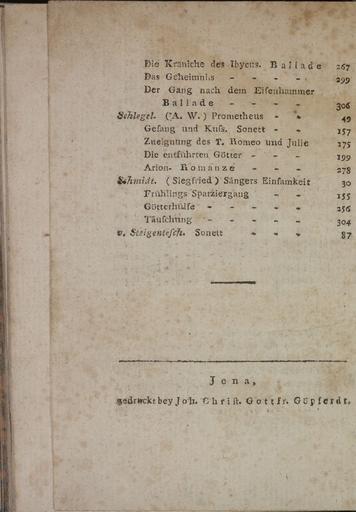 Die Kraniche des Ibycus. Ballade 267
Das Geheimniſs - - - - 299
Der Gang nach dem Eiſenhammer
Ballade - - - - 306
Schlegel. (A. W.) Prometheus - - 49
Geſang und Kuſs. Sonett - - 157
Zueignung des T. Romeo und Julie 175
Die entführten Götter - - - 199
Arion. Romanze - - - 278
Schmidt. (Siegfried) Sängers Einſamkeit 30
Frühlings Spatziergang - - - 155
Götterhülfe - - - - - 256
Täuſchung - - - - - 304
v. Steigenteſch. Sonett - - - 87
Jena,
gedruckt bey Joh. Chriſt. Gottfr. Göpferdt.